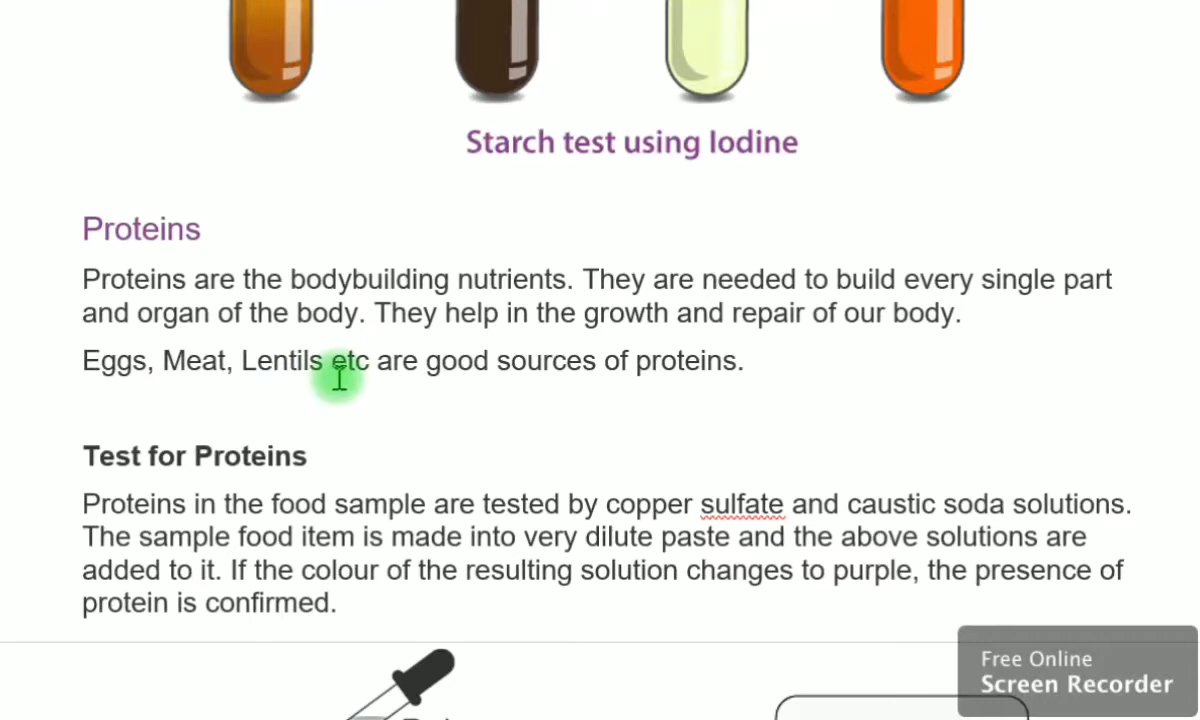 Starch test using Iodine
Proteins
Proteins are the bodybuilding nutrients. They are needed to build every single part
and organ of the body. They help in the growth and repair of our body.
Eggs, Meat, Lentils etc are good sources of proteins.
Test for Proteins
Proteins in the food sample are tested by copper sulfate and caustic soda solutions.
The sample food item is made into very dilute paste and the above solutions are
added to it. If the colour of the resulting solution changes to purple, the presence of
protein is confirmed.
Free Online
Screen Recorder